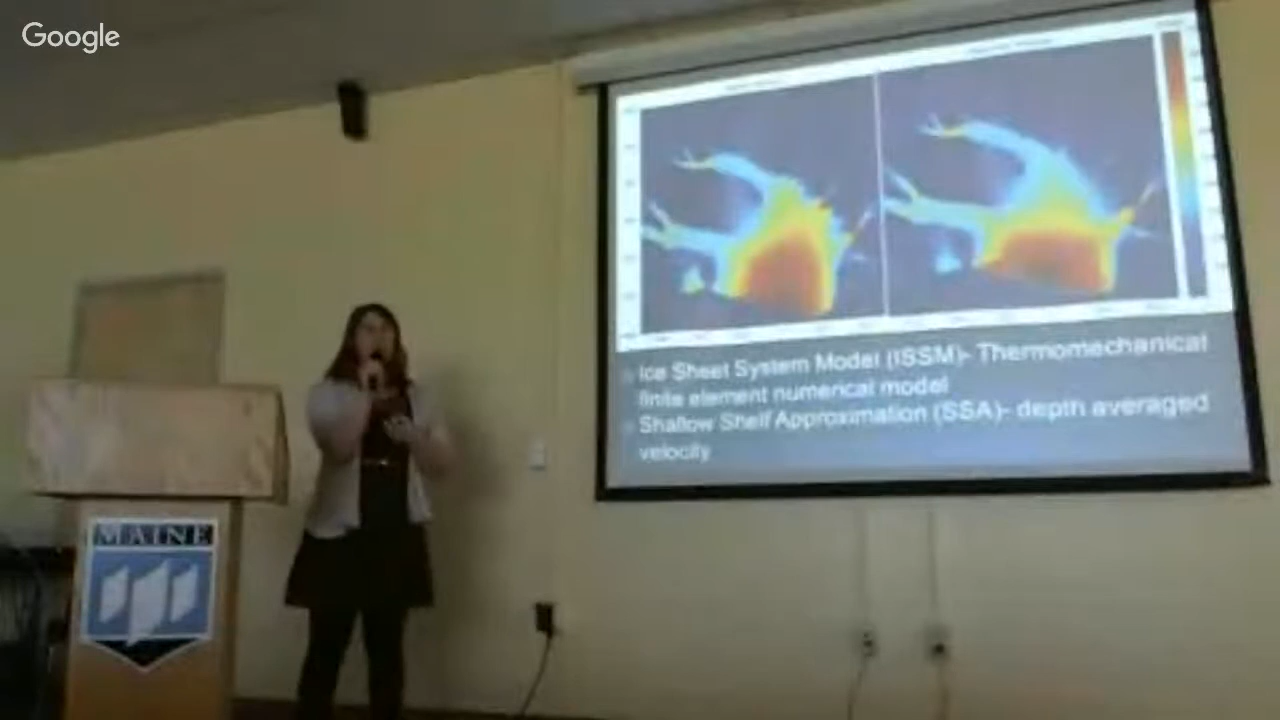 Google
Ice Sheet System Model (ISSM)- Thermomechanical
finite element numerical model
Shallow Shelf Approximation (SSA)- depth averaged
velocity
MAINE